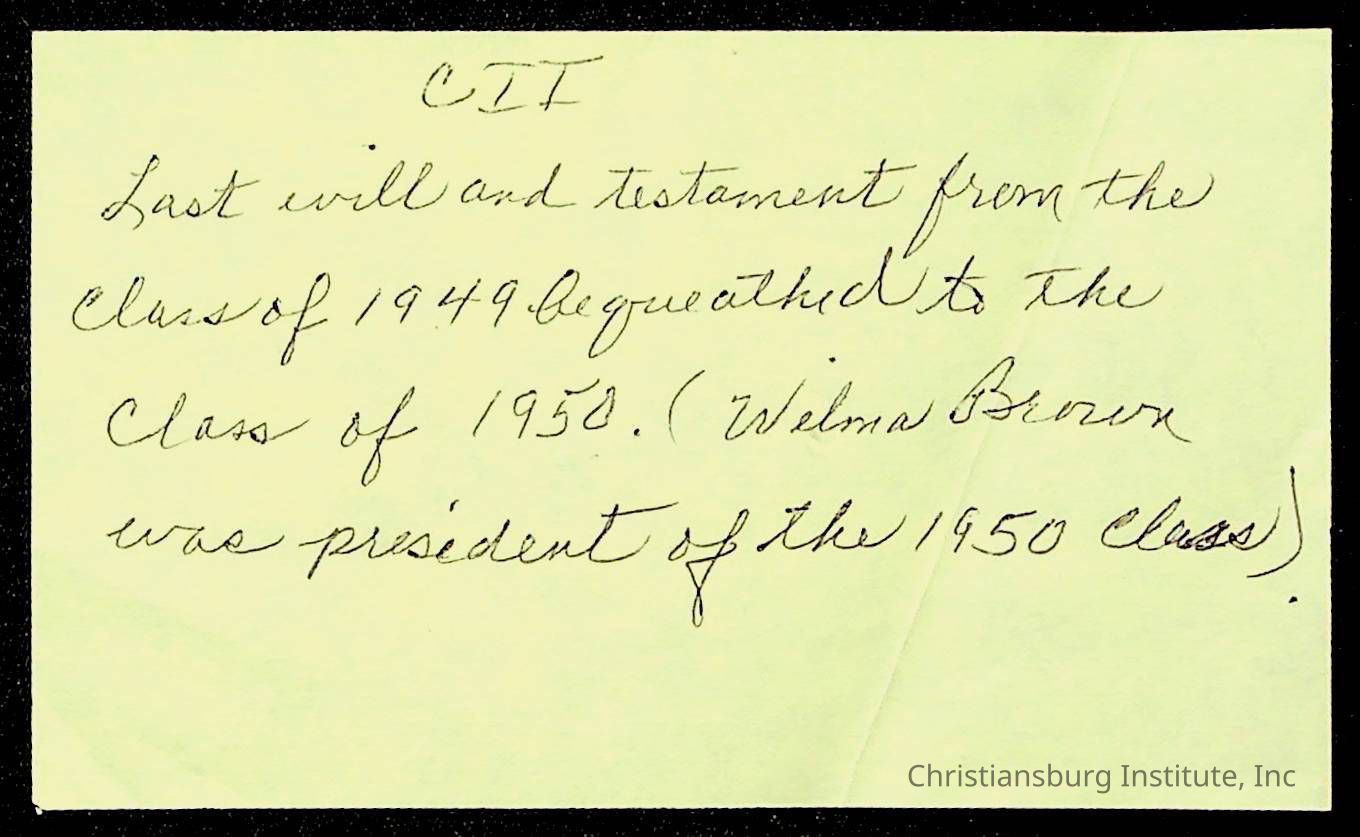 CII
Last will and testament from the
Class of 1949 bequeathed to the
Class of 1950. (Wilma Brown
was president of the 1950 class).
Christiansburg Institute, Inc